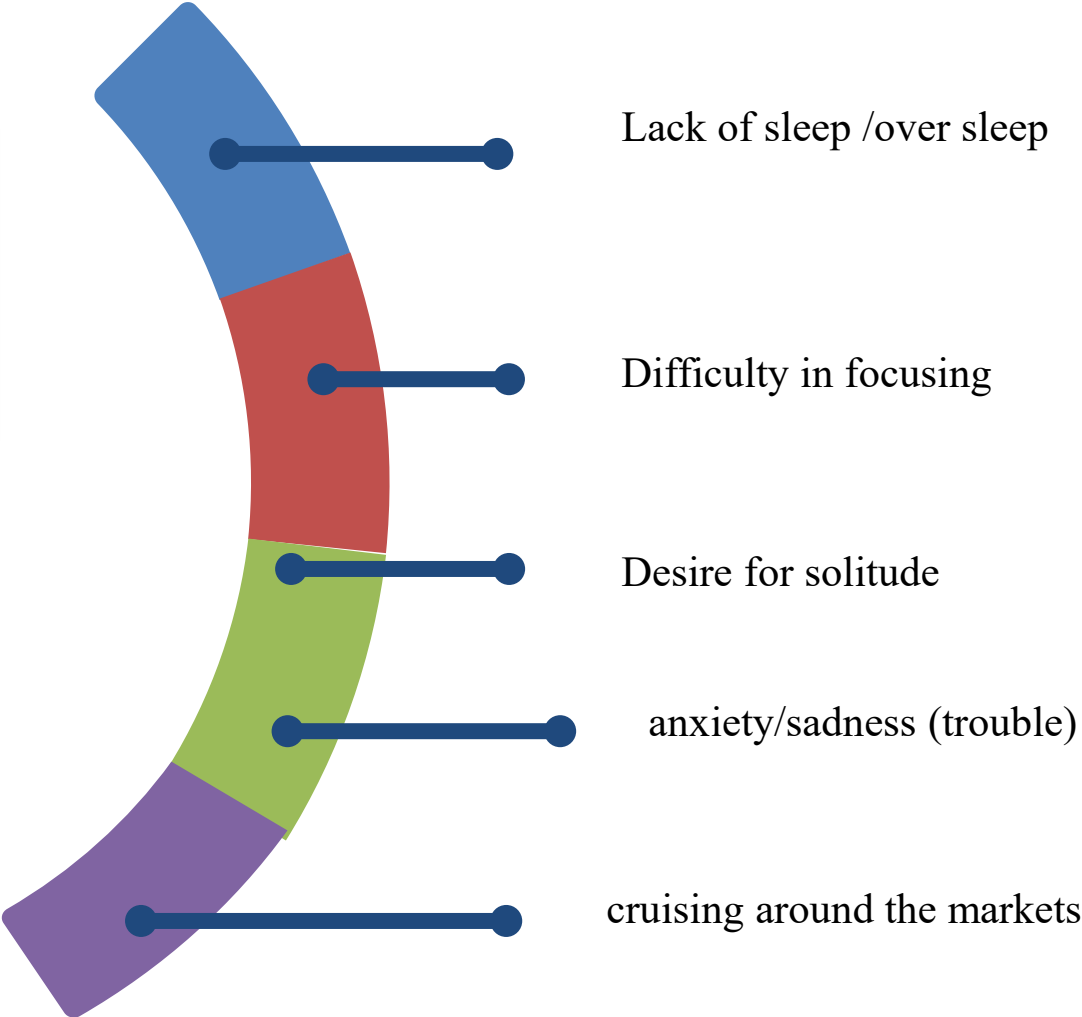 Lack of sleep /over sleep
Difficulty in focusing
Desire for solitude
anxiety/sadness (trouble)
cruising around the markets